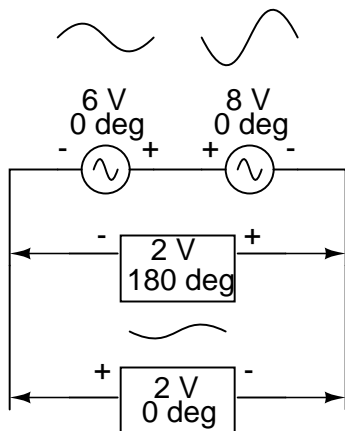 6 V 8 V
0 deg 0 deg
- + + -
- 2 V +
180 deg
+ 2 V -
0 deg